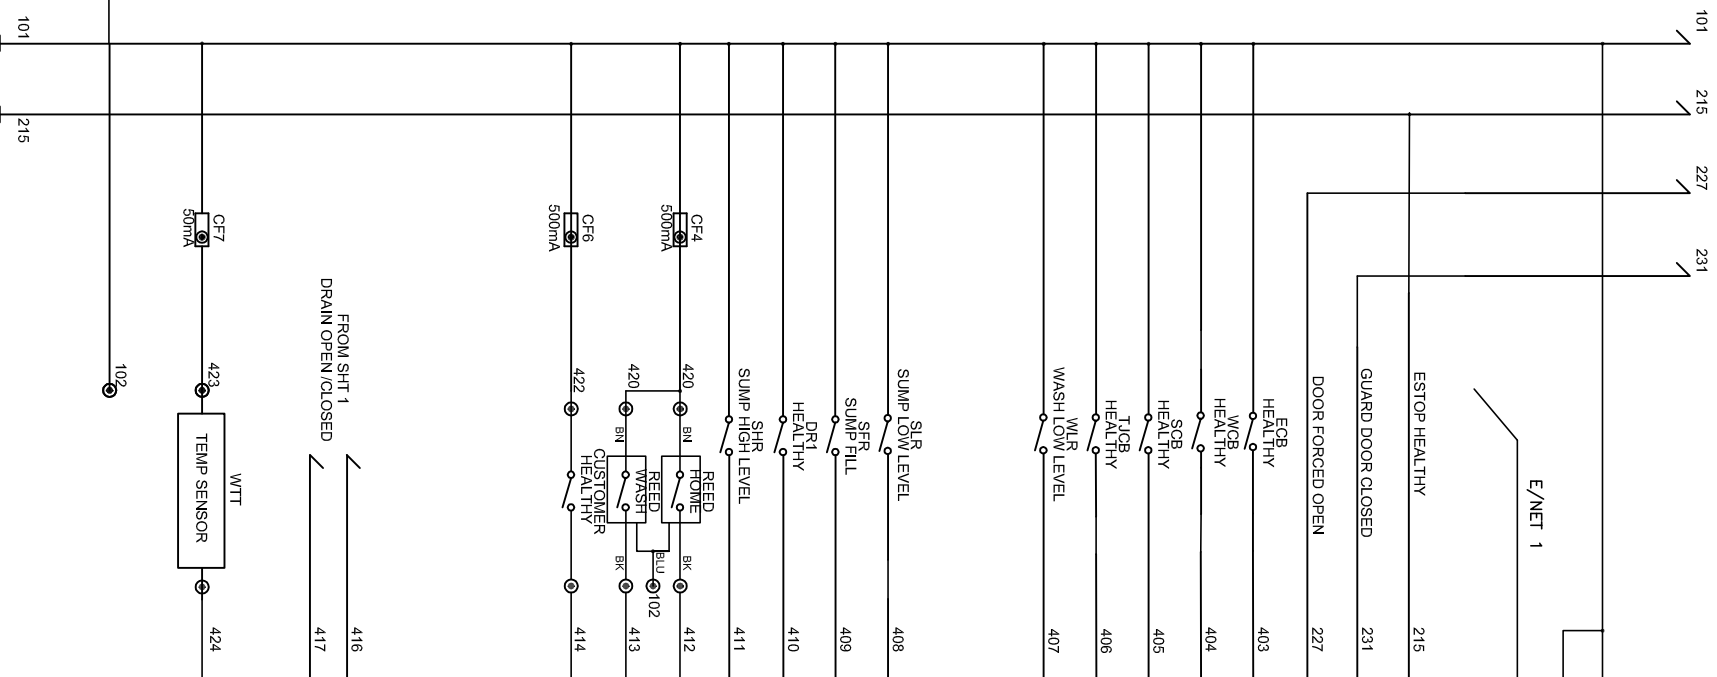 101
215
101
215
227
231
CF7
50mA
CF6
500mA
CF4
500mA
FROM SHT 1
DRAIN OPEN /CLOSED
102
423
422
420
420
BN
BN
WTT
TEMP SENSOR
CUSTOMER
HEALTHY
REED
WASH
REED
HOME
BK
BLU
BK
102
SHR
SUMP HIGH LEVEL
DR1
HEALTHY
SFR
SUMP FILL
SLR
SUMP LOW LEVEL
WLR
WASH LOW LEVEL
TJCB
HEALTHY
SCB
HEALTHY
WCB
HEALTHY
ECB
HEALTHY
DOOR FORCED OPEN
GUARD DOOR CLOSED
ESTOP HEALTHY
E/NET 1
424
417
416
414
413
412
411
410
409
408
407
406
405
404
403
227
231
215